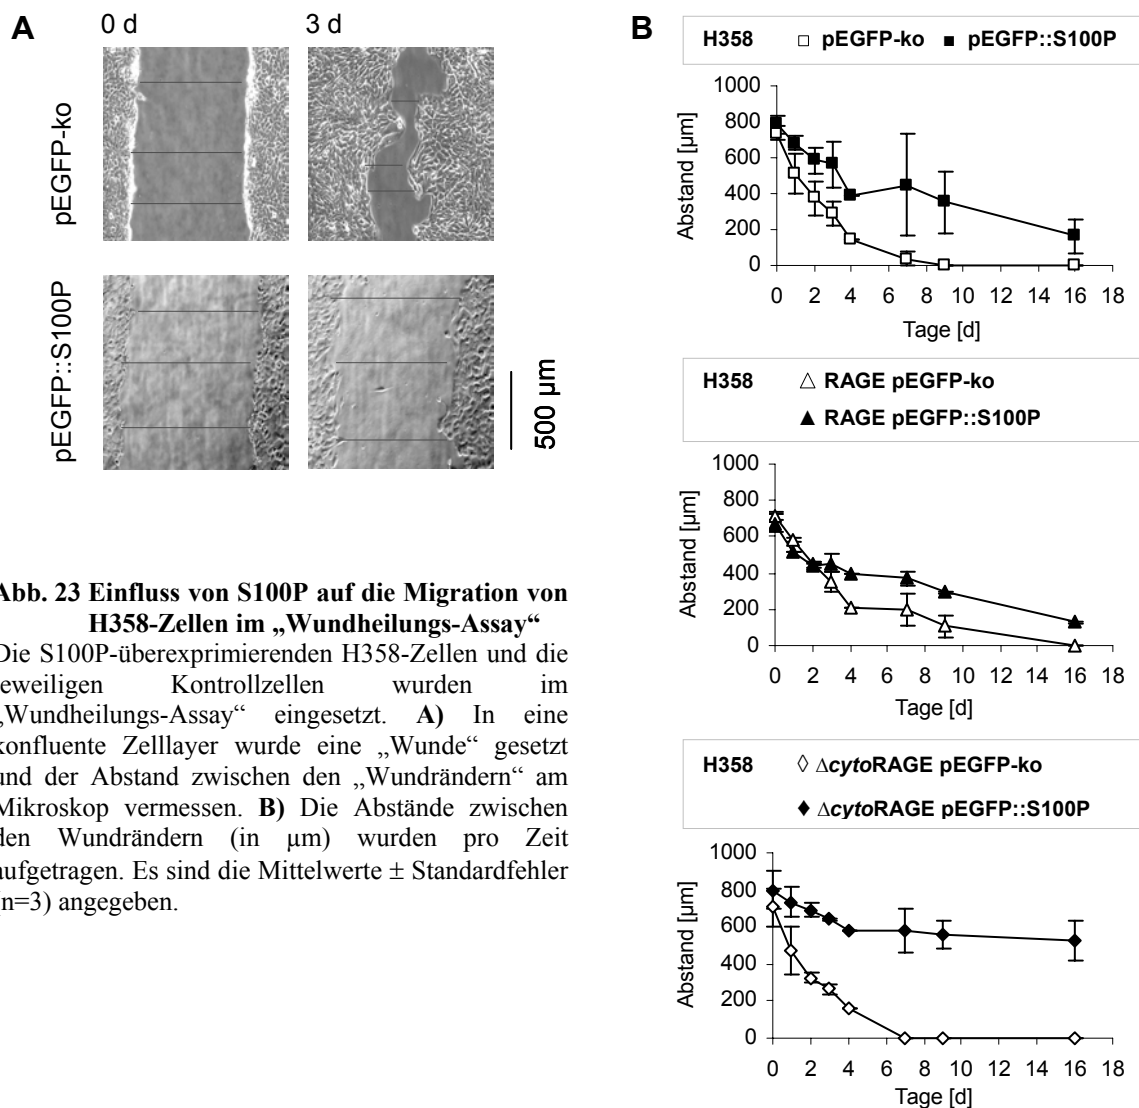 A
0 d
3 d
pEGFP-ko
pEGFP::S100P
500 µm
Abb. 23 Einfluss von S100P auf die Migration von
H358-Zellen im „Wundheilungs-Assay“
Die S100P-überexprimierenden H358-Zellen und die
jeweiligen Kontrollzellen wurden im
„Wundheilungs-Assay“ eingesetzt. A) In eine
konfluente Zelllayer wurde eine „Wunde“ gesetzt
und der Abstand zwischen den „Wundrändern“ am
Mikroskop vermessen. B) Die Abstände zwischen
den Wundrändern (in µm) wurden pro Zeit
aufgetragen. Es sind die Mittelwerte ± Standardfehler
(n=3) angegeben.
B
H358 pEGFP-ko pEGFP::S100P
Abstand [µm]
1000
800
600
400
200
0
0 2 4 6 8 10 12 14 16 18
Tage [d]
H358 RAGE pEGFP-ko
RAGE pEGFP::S100P
Abstand [µm]
1000
800
600
400
200
0
0 2 4 6 8 10 12 14 16 18
Tage [d]
H358 ΔcytoRAGE pEGFP-ko
ΔcytoRAGE pEGFP::S100P
Abstand [µm]
1000
800
600
400
200
0
0 2 4 6 8 10 12 14 16 18
Tage [d]